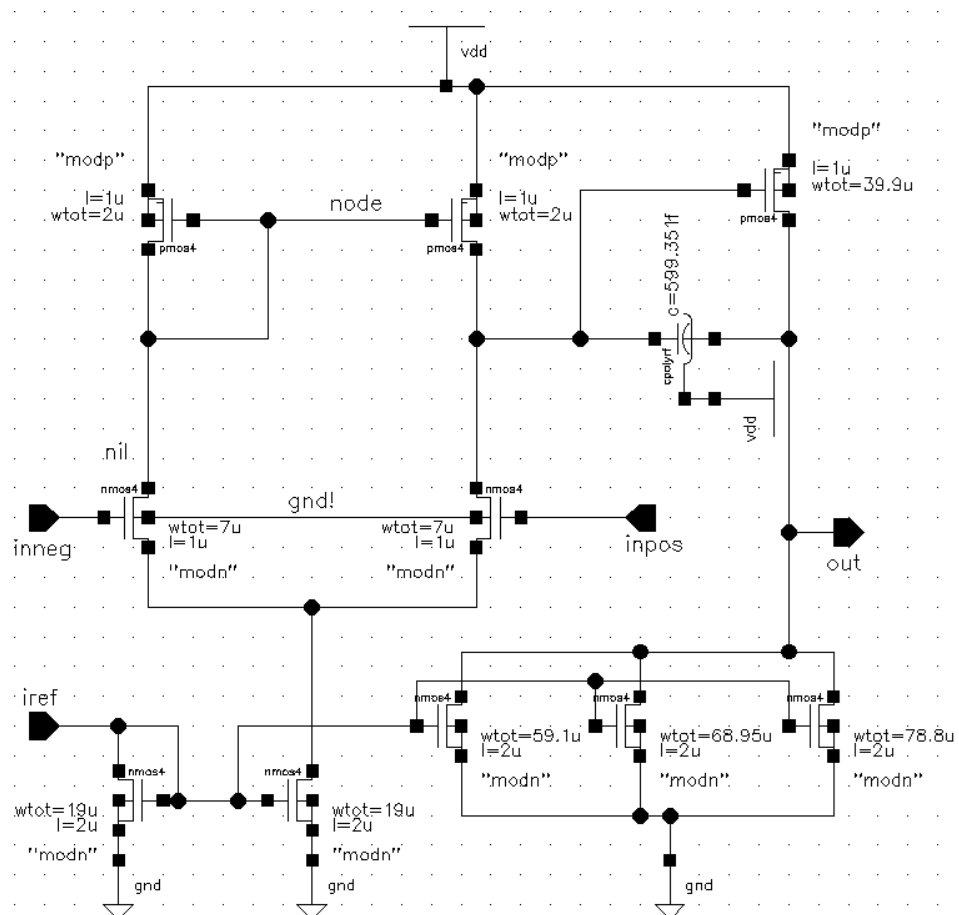 vdd
"modp"
"modp"
"modp"
l=1u
wtot=2u
node
l=1u
wtot=2u
l=1u
wtot=39.9u
pmos4
pmos4
pmos4
c=599.351f
cpolyrf
vdd
nil
nmos4
gnd!
nmos4
wtot=7u
l=1u
wtot=7u
l=1u
inneg
inpos
"modn"
"modn"
out
iref
nmos4
nmos4
nmos4
wtot=59.1u
l=2u
wtot=68.95u
l=2u
wtot=78.8u
l=2u
nmos4
nmos4
"modn"
"modn"
"modn"
wtot=19u
l=2u
wtot=19u
l=2u
"modn"
"modn"
gnd
gnd
gnd